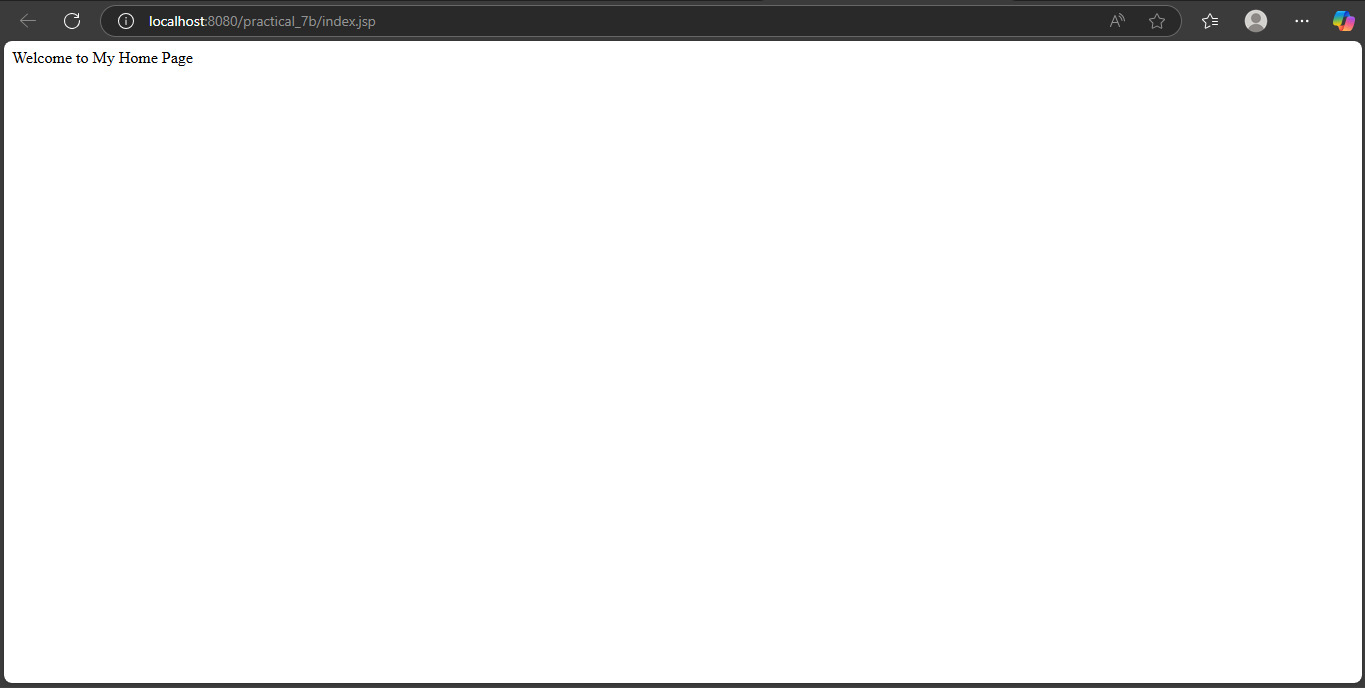 localhost:8080/practical_7b/index.jsp
Welcome to My Home Page